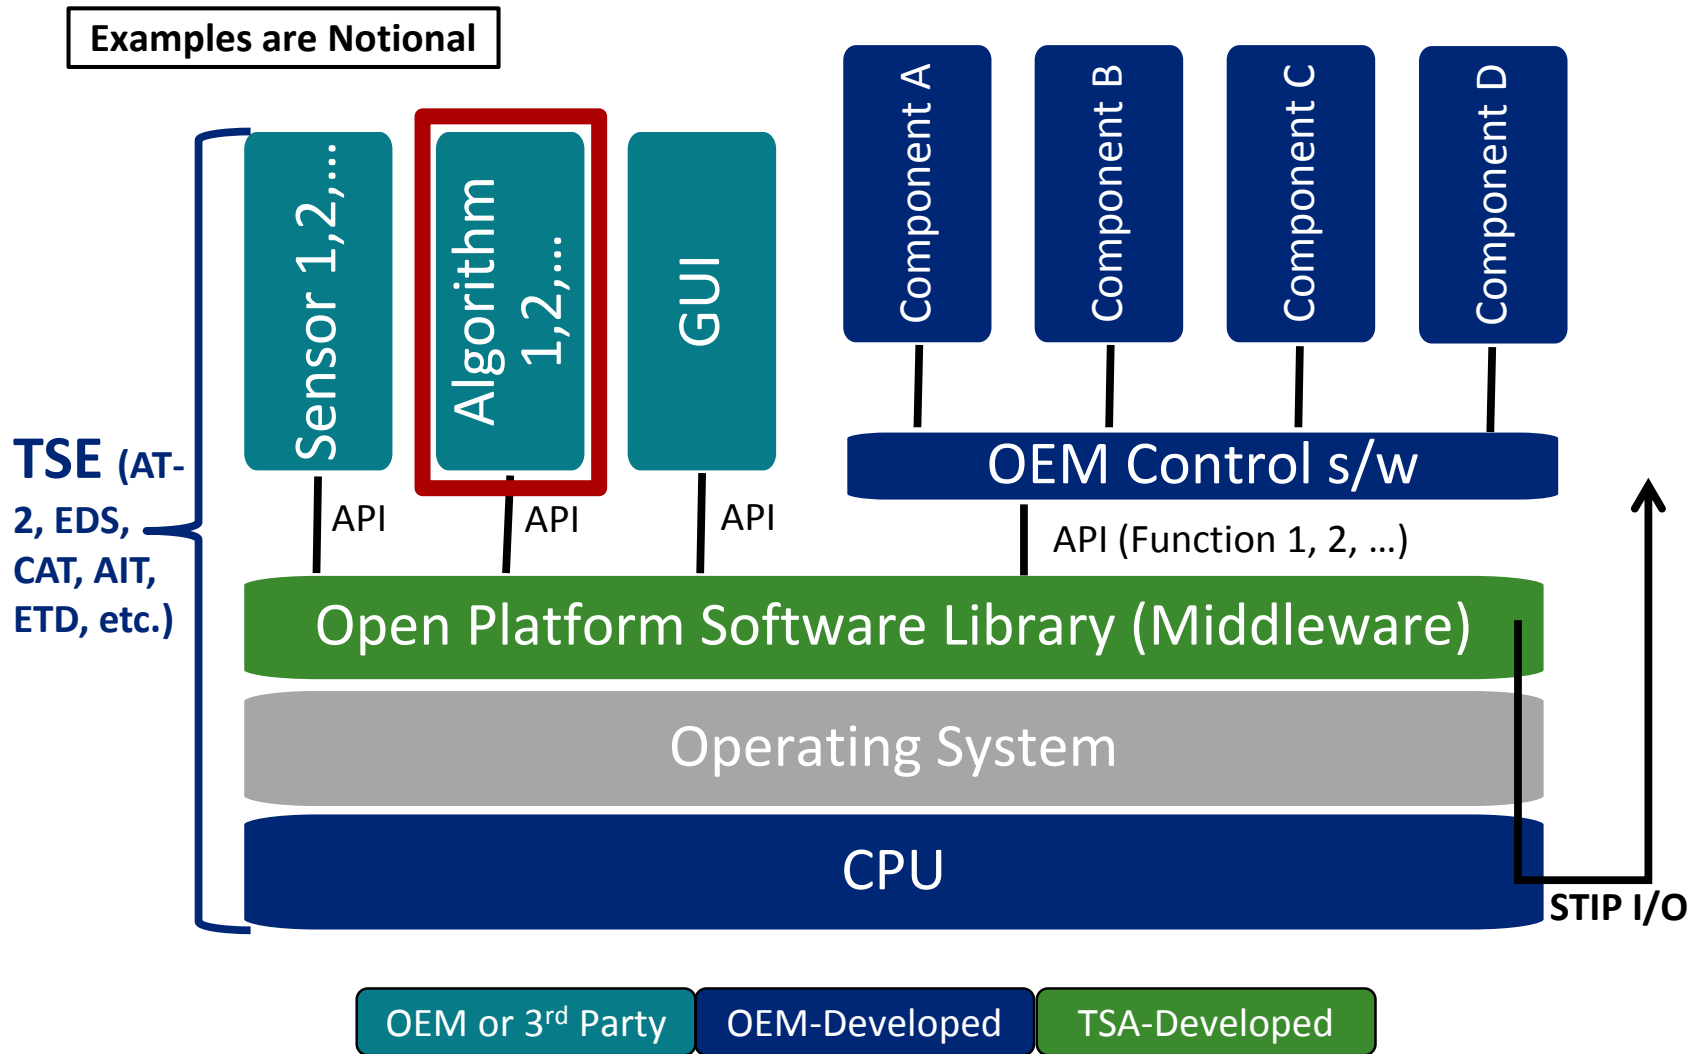 Examples are Notional
Sensor 1,2,...
Algorithm
1,2,...
GUI
Component A
Component B
Component C
Component D
OEM Control s/w
TSE (AT-
2, EDS,
CAT, AIT,
ETD, etc.)
API
API
API
API (Function 1, 2, …)
Open Platform Software Library (Middleware)
Operating System
CPU
STIP I/O
OEM or 3rd Party
OEM-Developed
TSA-Developed